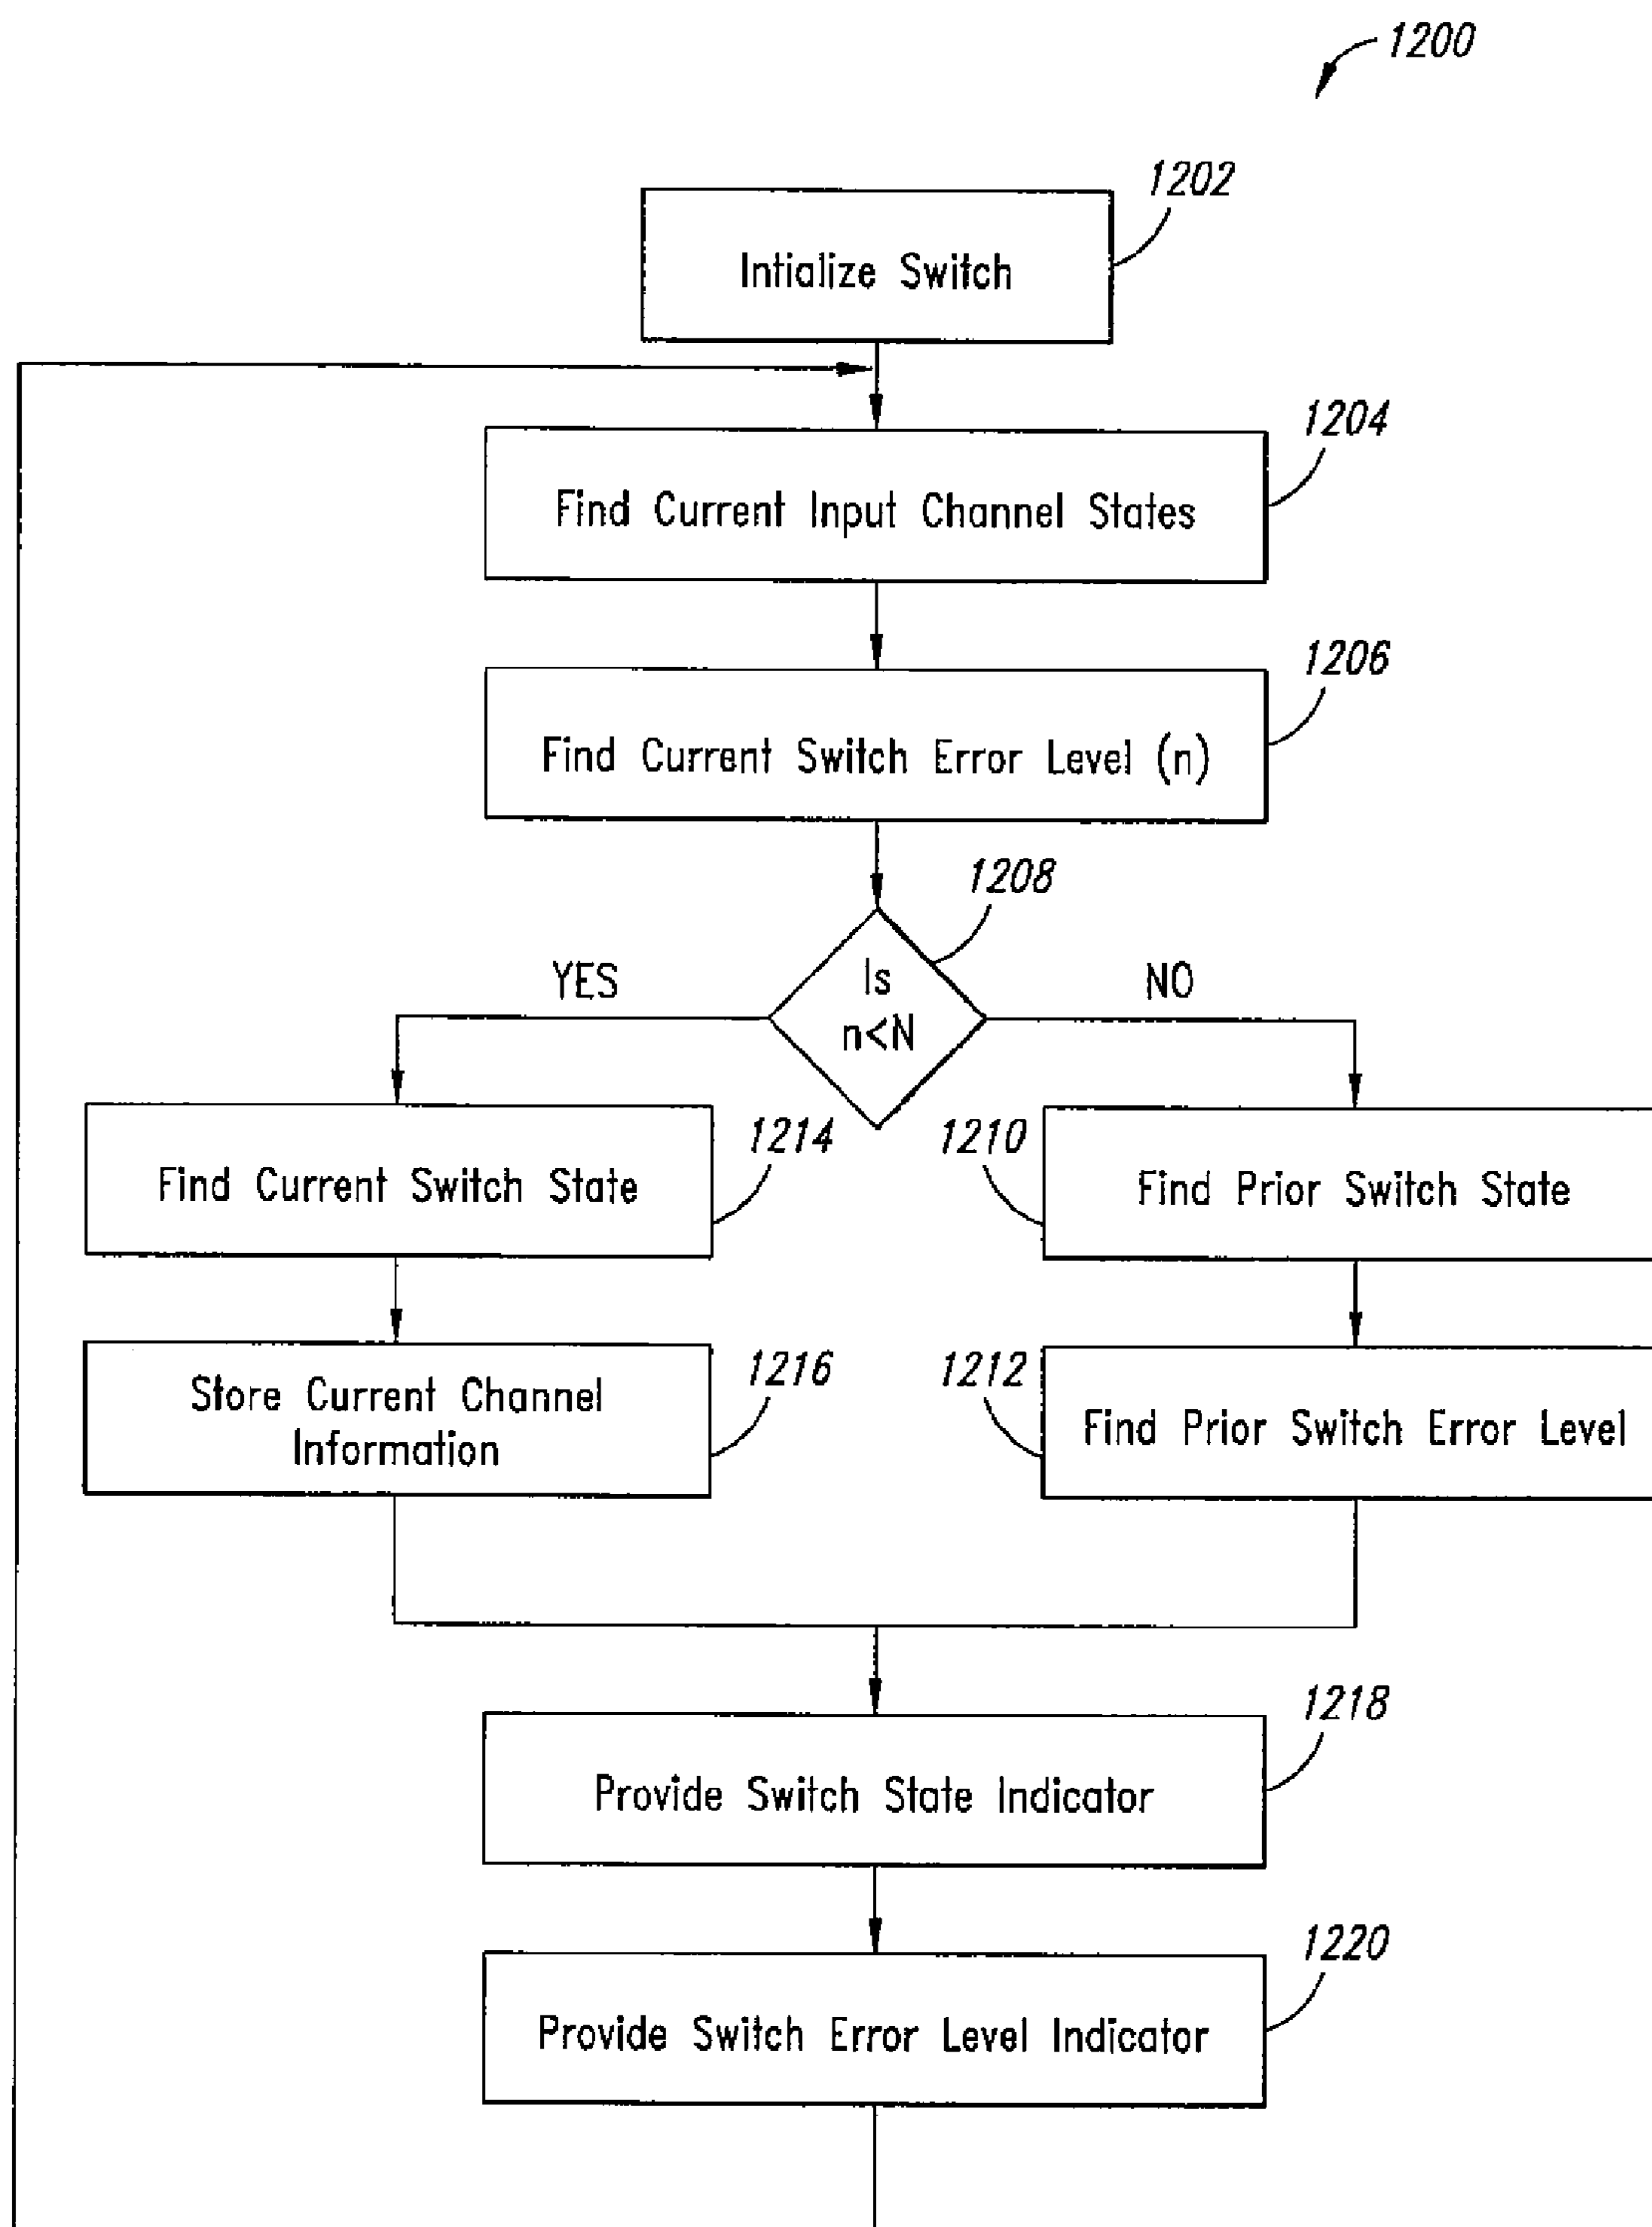 1200
1202
Intialize Switch
1204
Find Current Input Channel States
1206
Find Current Switch Error Level (n)
1208
YES
Is
n<N
NO
1214
1210
Find Current Switch State
Find Prior Switch State
1216
1212
Store Current Channel
Information
Find Prior Switch Error Level
1218
Provide Switch State Indicator
1220
Provide Switch Error Level Indicator